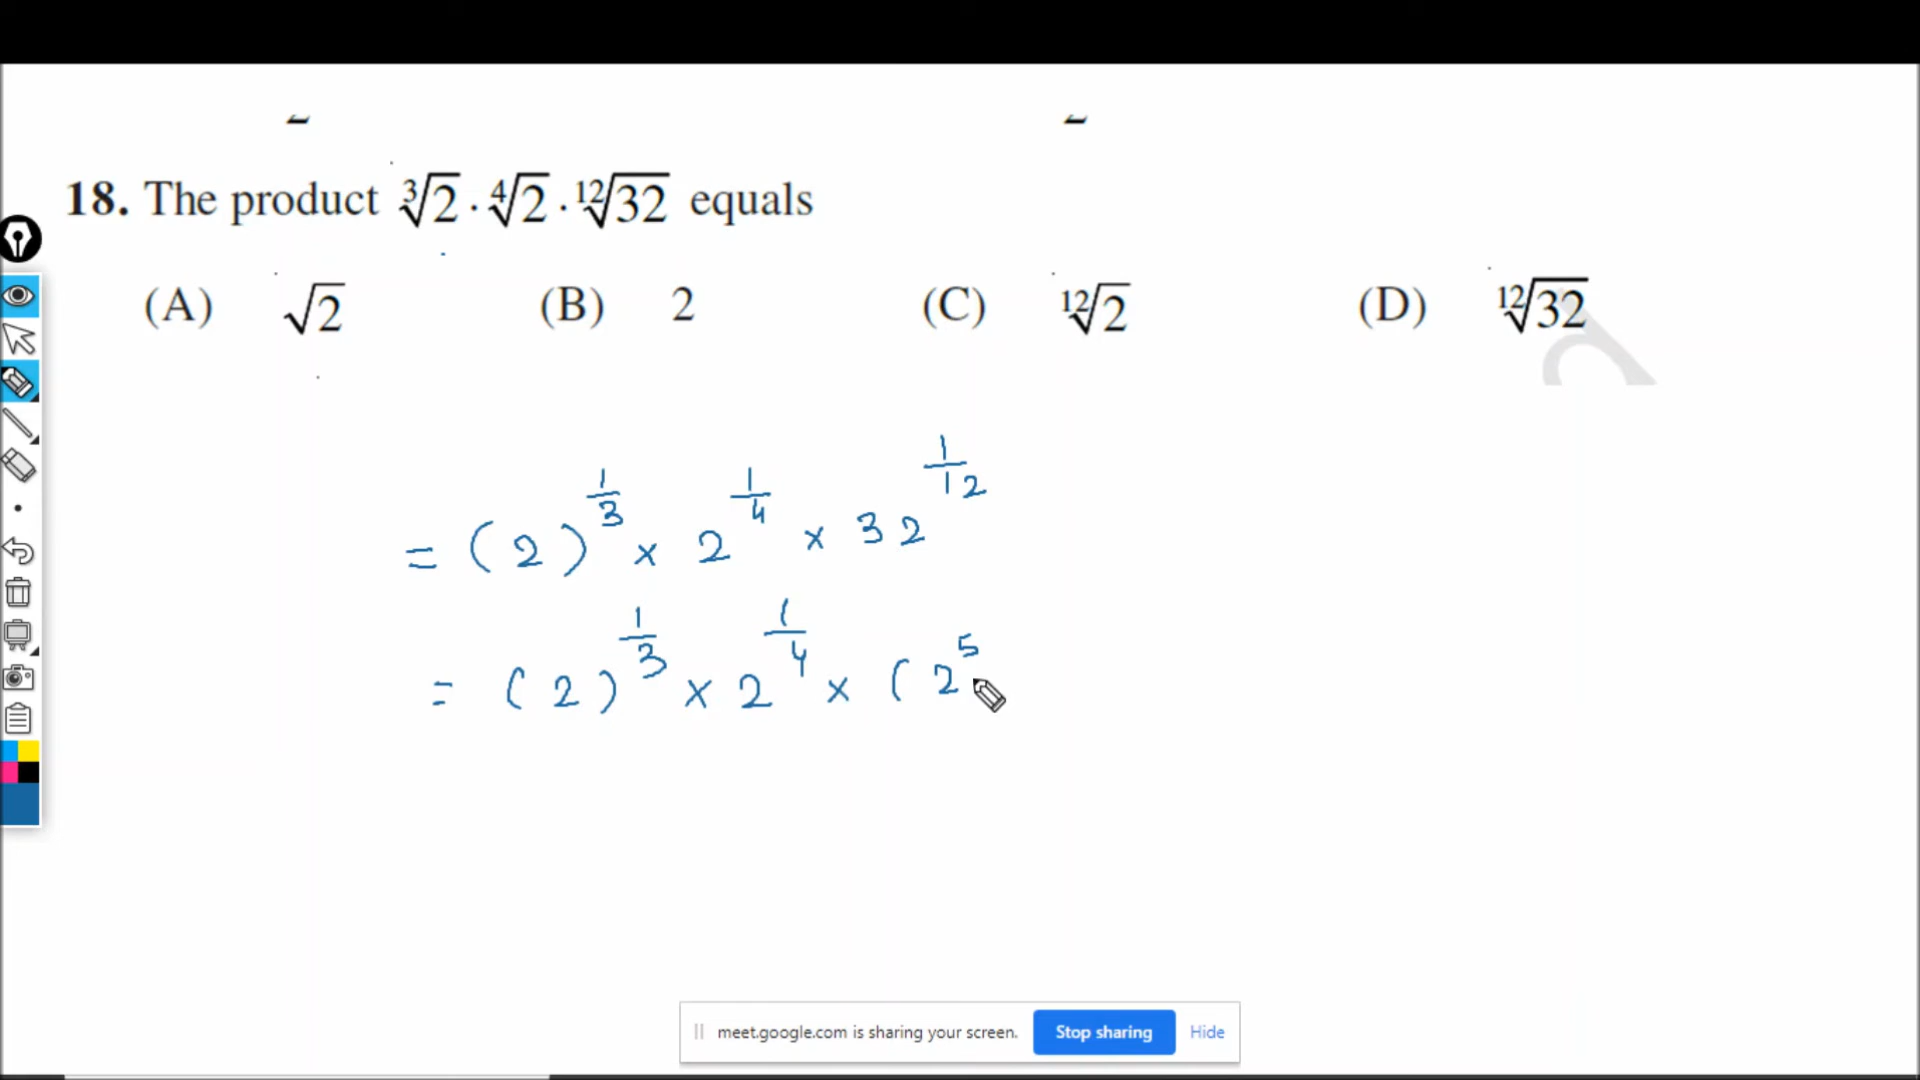 18. The product ∛2 · ∜2 · ¹²√32 equals
(A) √2 (B) 2 (C) ¹²√2 (D) ¹²√32
= (2)^(1/3) × 2^(1/4) × 32^(1/12)
= (2)^(1/3) × 2^(1/4) × (2^5
meet.google.com is sharing your screen. Stop sharing Hide